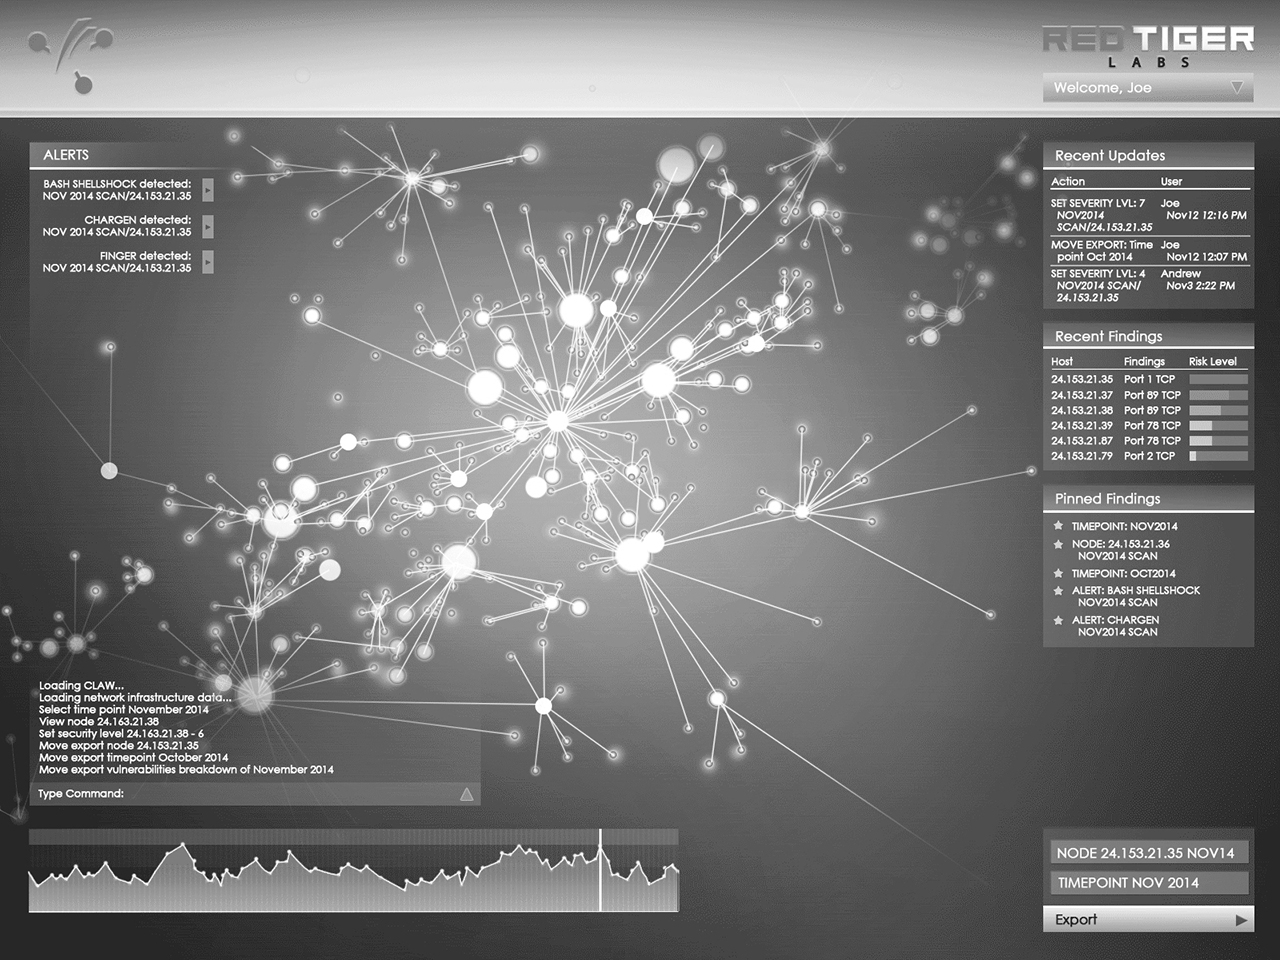 RED TIGER
LABS
Welcome, Joe
ALERTS
BASH SHELLSHOCK detected:
NOV 2014 SCAN/24.153.21.35
CHARGEN detected:
NOV 2014 SCAN/24.153.21.35
FINGER detected:
NOV 2014 SCAN/24.153.21.35
Recent Updates
Action User
SET SEVERITY LVL: 7 Joe
NOV2014 Nov12 12:16 PM
SCAN/24.153.21.35
MOVE EXPORT: Time Joe
point Oct 2014 Nov12 12:07 PM
SET SEVERITY LVL: 4 Andrew
NOV2014 SCAN/ Nov3 2:22 PM
24.153.21.35
Recent Findings
Host Findings Risk Level
24.153.21.35 Port 1 TCP
24.153.21.37 Port 89 TCP
24.153.21.38 Port 89 TCP
24.153.21.39 Port 78 TCP
24.153.21.87 Port 78 TCP
24.153.21.79 Port 2 TCP
Pinned Findings
TIMEPOINT: NOV2014
NODE: 24.153.21.36
NOV2014 SCAN
TIMEPOINT: OCT2014
ALERT: BASH SHELLSHOCK
NOV2014 SCAN
ALERT: CHARGEN
NOV2014 SCAN
Loading CLAW...
Loading network infrastructure data...
Select time point November 2014
View node 24.163.21.38
Set security level 24.163.21.38 - 6
Move export node 24.153.21.35
Move export timepoint October 2014
Move export vulnerabilities breakdown of November 2014
Type Command:
NODE 24.153.21.35 NOV14
TIMEPOINT NOV 2014
Export